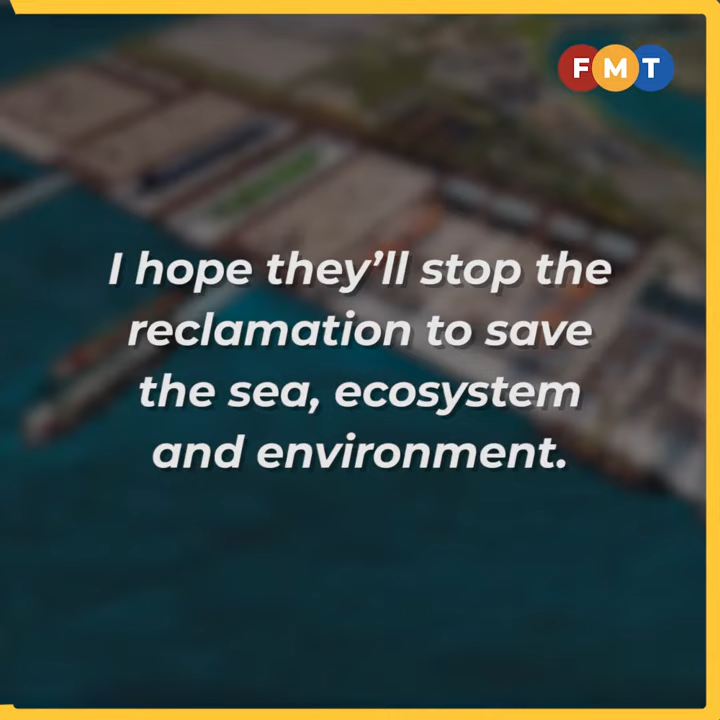 FMT
I hope they’ll stop the
reclamation to save
the sea, ecosystem
and environment.